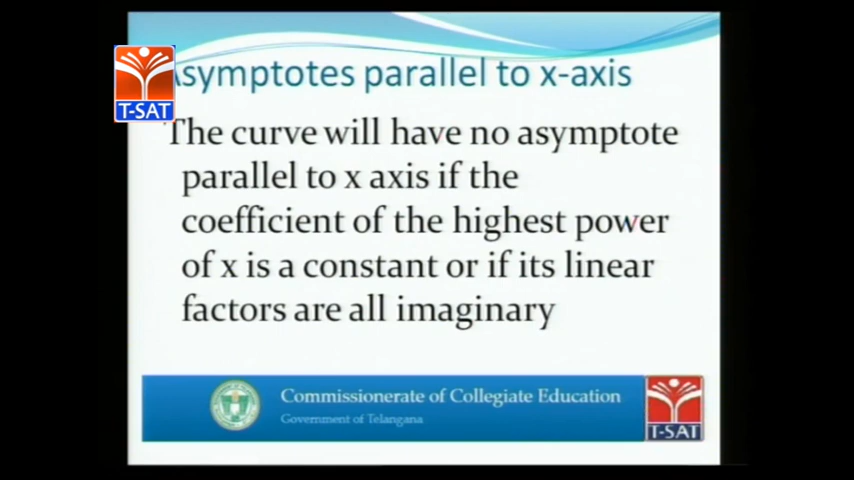 Asymptotes parallel to x-axis
T-SAT
The curve will have no asymptote
parallel to x axis if the
coefficient of the highest power
of x is a constant or if its linear
factors are all imaginary
Commissionerate of Collegiate Education
Government of Telangana
T-SAT